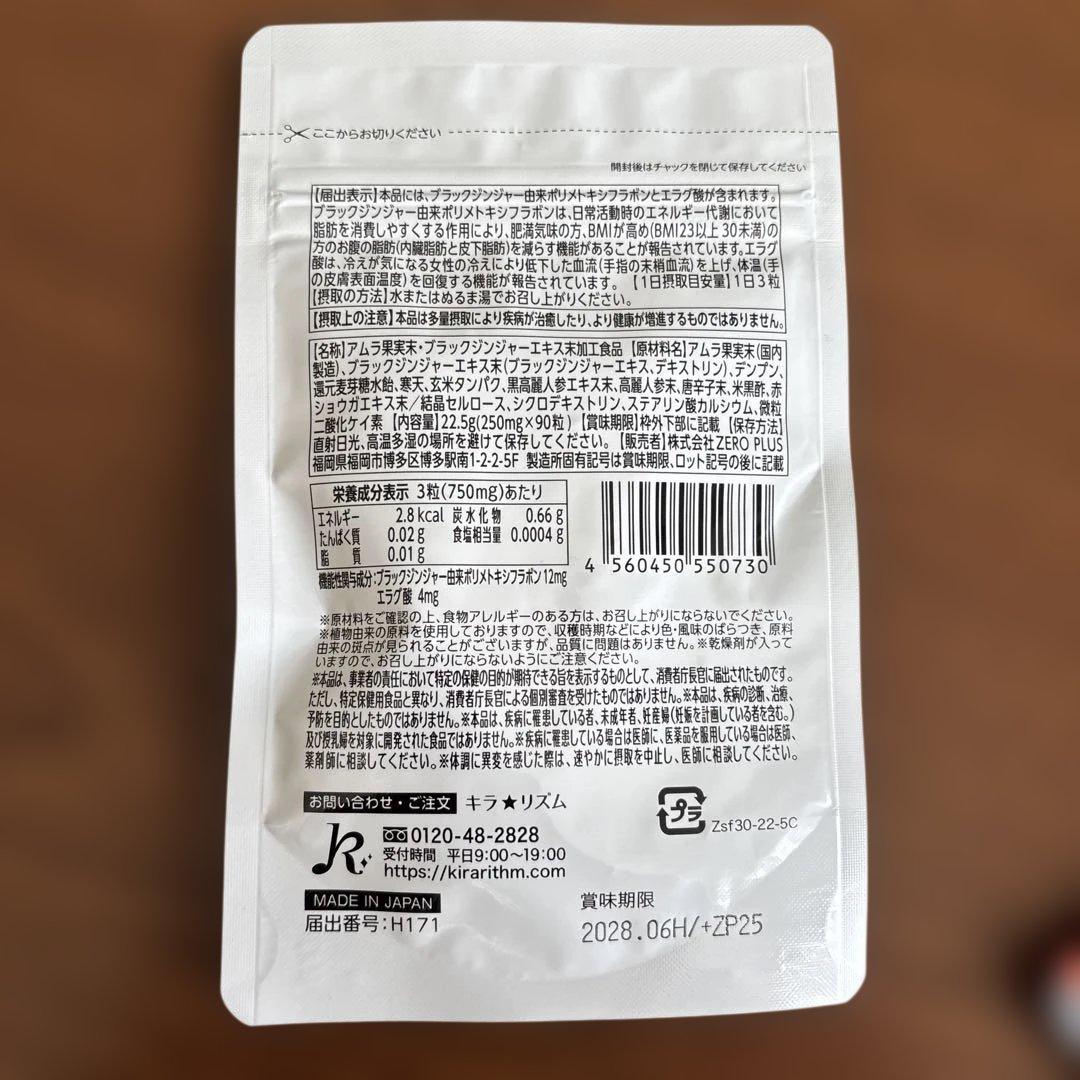 ここからお切りください
開封後はチャックを閉じて保存してください
【届出表示】本品には、ブラックジンジャー由来ポリメトキシフラボンとエラグ酸が含まれます。
ブラックジンジャー由来ポリメトキシフラボンは、日常活動時のエネルギー代謝において
脂肪を消費しやすくする作用により、肥満気味の方、BMIが高め(BMI23以上30未満)の
方のお腹の脂肪(内臓脂肪と皮下脂肪)を減らす機能があることが報告されています。エラグ
酸は、冷えが気になる女性の冷えにより低下した血流(手指の末梢血流)を上げ、体温(手
の皮膚表面温度)を回復する機能が報告されています。 【1日摂取目安量】1日3粒
【摂取の方法】水またはぬるま湯でお召し上がりください。
【摂取上の注意】本品は多量摂取により疾病が治癒したり、より健康が増進するものではありません。
【名称】アムラ果実末・ブラックジンジャーエキス末加工食品 【原材料名】アムラ果実末(国内
製造)、ブラックジンジャーエキス末(ブラックジンジャーエキス、デキストリン)、デンプン、
還元麦芽糖水飴、寒天、玄米タンパク、黒高麗人参エキス末、高麗人参末、唐辛子末、米黒酢、赤
ショウガエキス末/結晶セルロース、シクロデキストリン、ステアリン酸カルシウム、微粒
二酸化ケイ素 【内容量】22.5g(250mg×90粒) 【賞味期限】枠外下部に記載 【保存方法】
直射日光、高温多湿の場所を避けて保存してください。【販売者】株式会社ZERO PLUS
福岡県福岡市博多区博多駅南1-2-2-5F 製造所固有記号は賞味期限、ロット記号の後に記載
栄養成分表示 3粒(750mg)あたり
エネルギー 2.8kcal 炭水化物 0.66g
たんぱく質 0.02g 食塩相当量 0.0004g
脂質 0.01g
機能性関与成分:ブラックジンジャー由来ポリメトキシフラボン12mg
エラグ酸 4mg
4 560450 550730
※原材料をご確認の上、食物アレルギーのある方は、お召し上がりにならないでください。
※植物由来の原料を使用しておりますので、収穫時期などにより色・風味のばらつき、原料
由来の斑点が見られることがございますが、品質に問題はありません。※乾燥剤が入って
いますので、お召し上がりにならないようにご注意ください。
※本品は、事業者の責任において特定の保健の目的が期待できる旨を表示するものとして、消費者庁長官に届出されたものです。
ただし、特定保健用食品と異なり、消費者庁長官による個別審査を受けたものではありません。※本品は、疾病の診断、治療、
予防を目的としたものではありません。※本品は、疾病に罹患している者、未成年者、妊産婦(妊娠を計画している者を含む。)
及び授乳婦を対象に開発された食品ではありません。※疾病に罹患している場合は医師に、医薬品を服用している場合は医師、
薬剤師に相談してください。※体調に異変を感じた際は、速やかに摂取を中止し、医師に相談してください。
お問い合わせ・ご注文 キラ★リズム
0120-48-2828
受付時間 平日9:00~19:00
https://kirarithm.com
プラ
Zsf30-22-5C
MADE IN JAPAN
届出番号:H171
賞味期限
2028.06H/+ZP25